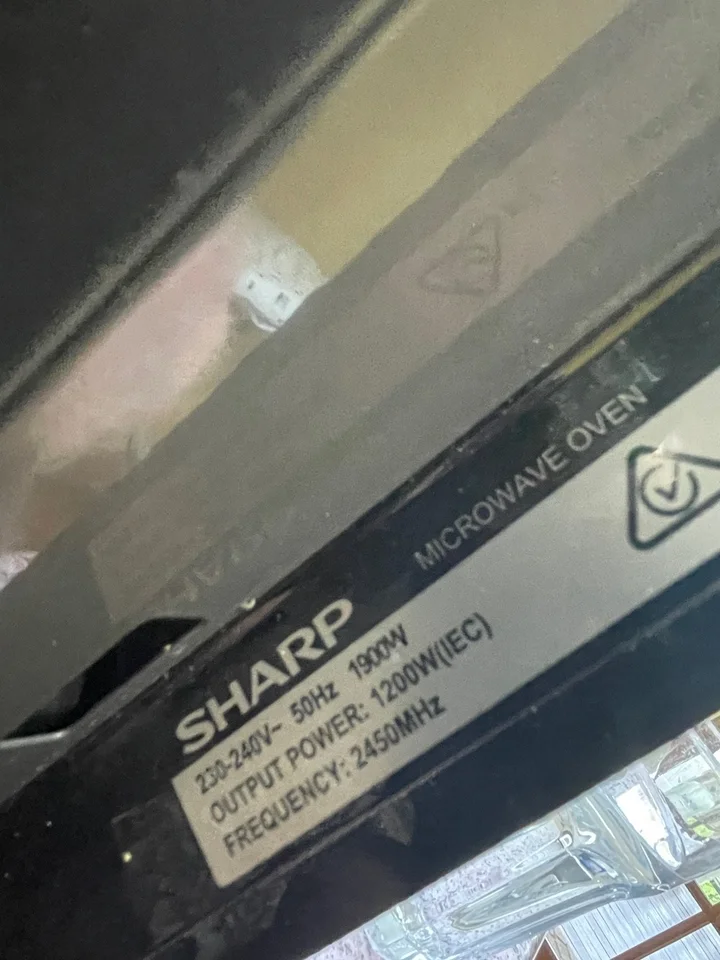 SHARP
MICROWAVE OVEN
230-240V~ 50Hz 1900W
OUTPUT POWER: 1200W(IEC)
FREQUENCY: 2450MHz